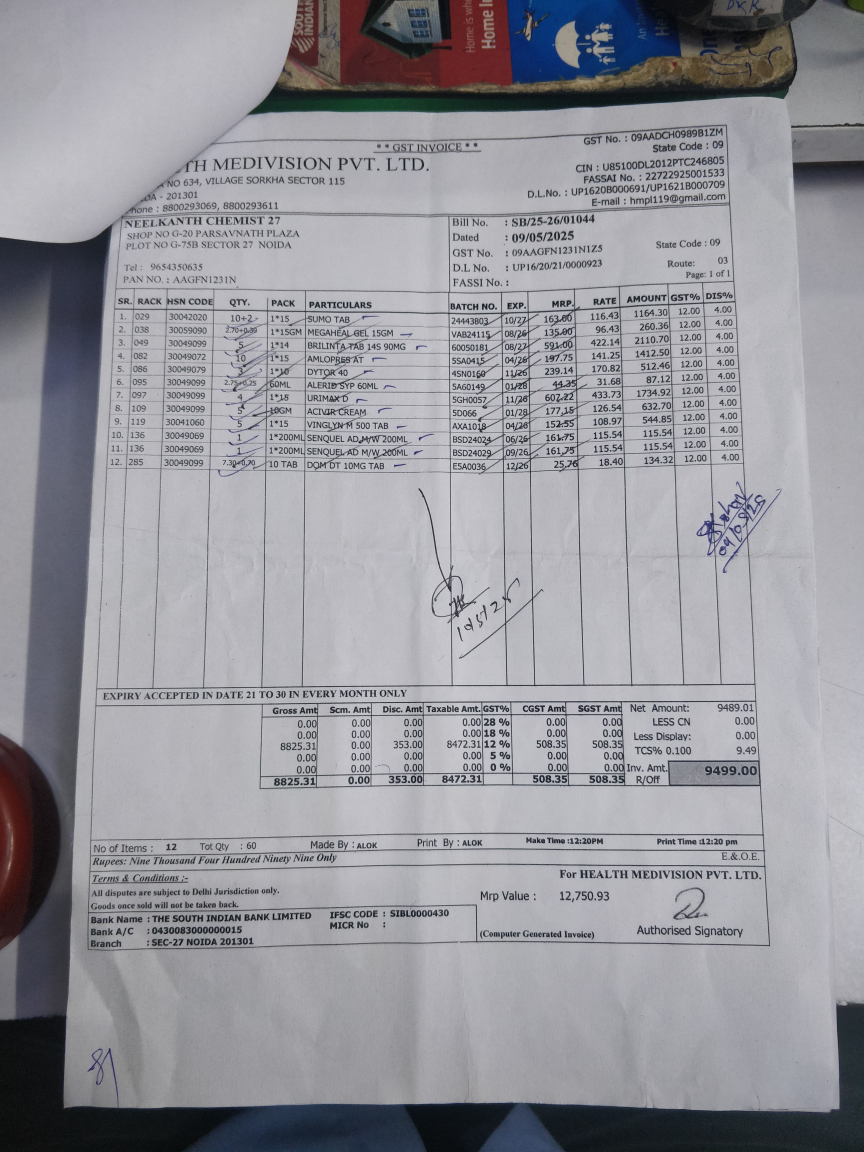 SOUTH INDIAN
Home is
Home In
** GST INVOICE **
GST No. : 09AADCH0989B1ZM
State Code : 09
TH MEDIVISION PVT. LTD.
CIN : U85100DL2012PTC246805
NO 634, VILLAGE SORKHA SECTOR 115
FASSAI No. : 22722925001533
- 201301
D.L.No. : UP1620B000691/UP1621B000709
hone : 8800293069, 8800293611
E-mail : hmpl119@gmail.com
NEELKANTH CHEMIST 27
SHOP NO G-20 PARSAVNATH PLAZA
PLOT NO G-75B SECTOR 27 NOIDA
Tel : 9654350635
PAN NO. : AAGFN1231N
Bill No. : SB/25-26/01044
Dated : 09/05/2025
GST No. : 09AAGFN1231N1Z5 State Code : 09
D.L No. : UP16/20/21/0000923 Route: 03
FASSI No. : Page: 1 of 1
SR. RACK HSN CODE QTY. PACK PARTICULARS BATCH NO. EXP. MRP. RATE AMOUNT GST% DIS%
1. 029 30042020 10+2 1*15 SUMO TAB 24443803 10/27 163.00 116.43 1164.30 12.00 4.00
2. 038 30059090 2.70+0.30 1*15GM MEGAHEAL GEL 15GM VAB24115 08/26 135.00 96.43 260.36 12.00 4.00
3. 049 30049099 5 1*14 BRILINTA TAB 14S 90MG 60050181 08/27 591.00 422.14 2110.70 12.00 4.00
4. 082 30049072 10 1*15 AMLOPRES AT 5SA0415 04/26 197.75 141.25 1412.50 12.00 4.00
5. 086 30049079 3 1*10 DYTOR 40 4SN0160 11/26 239.14 170.82 512.46 12.00 4.00
6. 095 30049099 2.75+0.25 60ML ALERID SYP 60ML SA60149 01/28 44.35 31.68 87.12 12.00 4.00
7. 097 30049099 4 1*15 URIMAX D 5GH0057 11/26 607.22 433.73 1734.92 12.00 4.00
8. 109 30049099 5 10GM ACIVIR CREAM 5D066 01/28 177.15 126.54 632.70 12.00 4.00
9. 119 30041060 5 1*15 VINGLYN M 500 TAB AXA1018 04/26 152.55 108.97 544.85 12.00 4.00
10. 136 30049069 1 1*200ML SENQUEL AD M/W 200ML BSD24024 06/26 161.75 115.54 115.54 12.00 4.00
11. 136 30049069 1 1*200ML SENQUEL AD M/W 200ML BSD24029 09/26 161.75 115.54 115.54 12.00 4.00
12. 285 30049099 7.30+0.70 10 TAB DOM DT 10MG TAB ESA0036 12/26 25.76 18.40 134.32 12.00 4.00
EXPIRY ACCEPTED IN DATE 21 TO 30 IN EVERY MONTH ONLY
Gross Amt Scm. Amt Disc. Amt Taxable Amt. GST% CGST Amt SGST Amt
0.00 0.00 0.00 0.00 28 % 0.00 0.00
0.00 0.00 0.00 0.00 18 % 0.00 0.00
8825.31 0.00 353.00 8472.31 12 % 508.35 508.35
0.00 0.00 0.00 0.00 5 % 0.00 0.00
0.00 0.00 0.00 0.00 0 % 0.00 0.00
8825.31 0.00 353.00 8472.31 508.35 508.35
Net Amount: 9489.01
LESS CN 0.00
Less Display: 0.00
TCS% 0.100 9.49
Inv. Amt. 9499.00
R/Off
No of Items : 12 Tot Qty : 60 Made By : ALOK Print By : ALOK Make Time :12:20PM Print Time :12:20 pm
Rupees: Nine Thousand Four Hundred Ninety Nine Only E.&.O.E.
Terms & Conditions :-
All disputes are subject to Delhi Jurisdiction only.
Goods once sold will not be taken back.
For HEALTH MEDIVISION PVT. LTD.
Mrp Value : 12,750.93
Bank Name : THE SOUTH INDIAN BANK LIMITED IFSC CODE : SIBL0000430
Bank A/C : 0430083000000015 MICR No :
Branch : SEC-27 NOIDA 201301
(Computer Generated Invoice)
Authorised Signatory